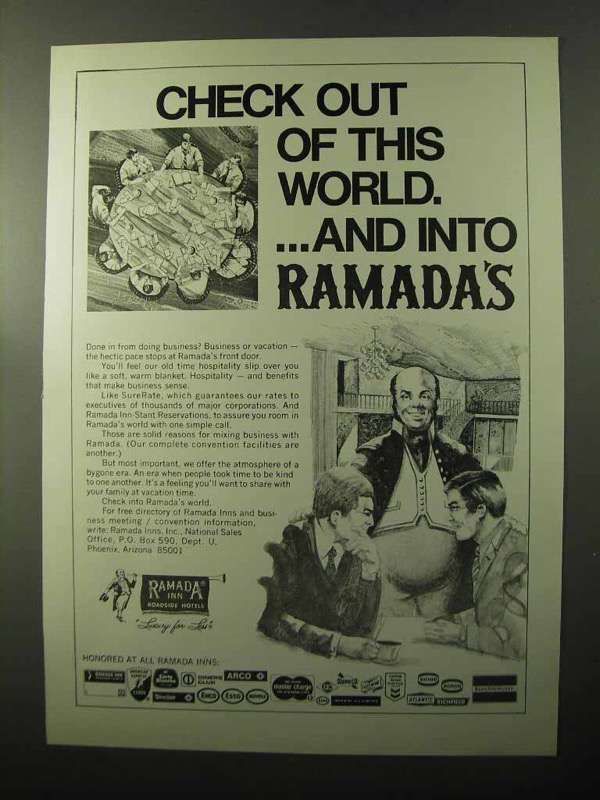 CHECK OUT
OF THIS
WORLD.
...AND INTO
RAMADA'S
Done in from doing business? Business or vacation —
the hectic pace stops at Ramada's front door.
You'll feel our old time hospitality slip over you
like a soft, warm blanket. Hospitality — and benefits
that make business sense.
Like SureRate, which guarantees our rates to
executives of thousands of major corporations. And
Ramada Inn-Stant Reservations, to assure you room in
Ramada's world with one simple call.
Those are solid reasons for mixing business with
Ramada. (Our complete convention facilities are
another.)
But most important, we offer the atmosphere of a
bygone era. An era when people took time to be kind
to one another. It's a feeling you'll want to share with
your family at vacation time.
Check into Ramada's world.
For free directory of Ramada Inns and busi-
ness meeting / convention information,
write: Ramada Inns, Inc., National Sales
Office, P.O. Box 590, Dept. U,
Phoenix, Arizona 85001
RAMADA®
INN
ROADSIDE HOTELS
"Luxury for Less"
HONORED AT ALL RAMADA INNS:
ARCO
master charge
Sinclair
Enco
Esso
ATLANTIC
RICHFIELD